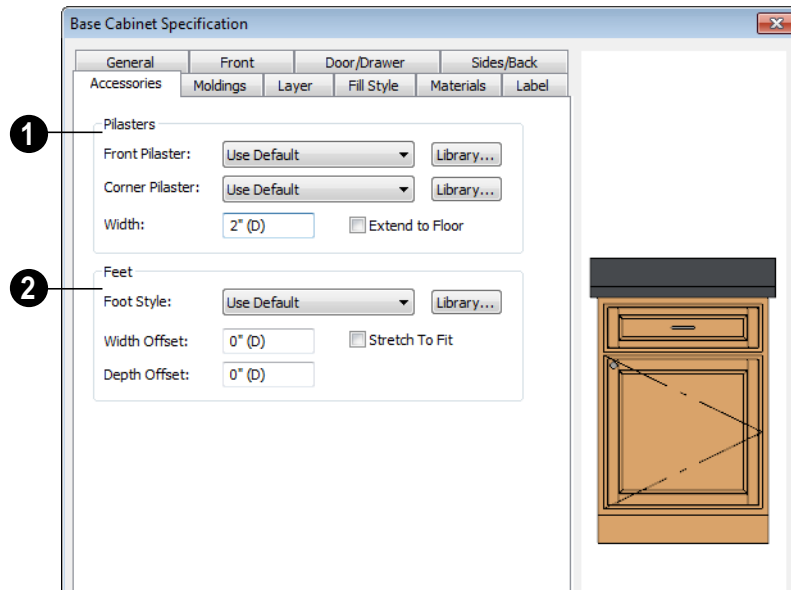 Base Cabinet Specification
General Front Door/Drawer Sides/Back
Accessories Moldings Layer Fill Style Materials Label
1
Pilasters
Front Pilaster: Use Default Library...
Corner Pilaster: Use Default Library...
Width: 2" (D) Extend to Floor
2
Feet
Foot Style: Use Default Library...
Width Offset: 0" (D) Stretch To Fit
Depth Offset: 0" (D)